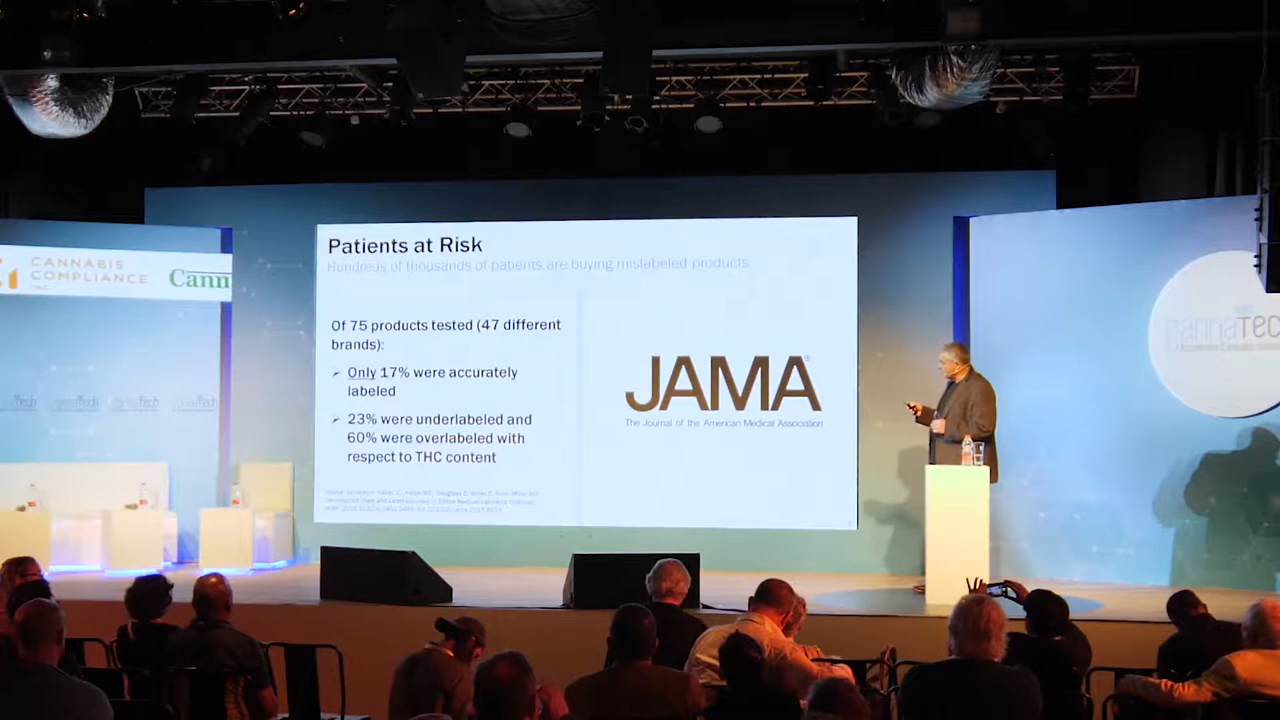 Patients at Risk
Hundreds of thousands of patients are buying mislabeled products
Of 75 products tested (47 different
brands):
Only 17% were accurately
labeled
23% were underlabeled and
60% were overlabeled with
respect to THC content
JAMA
The Journal of the American Medical Association
CANNABIS
COMPLIANCE
Cann